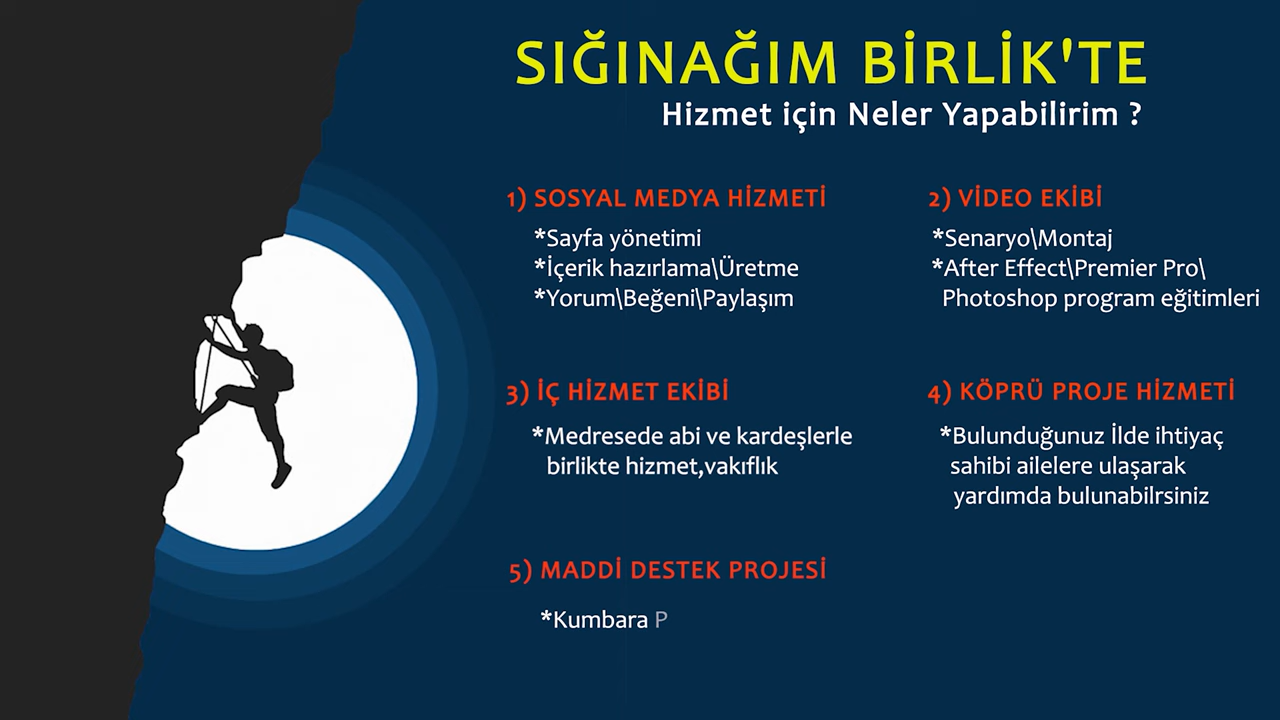 SIĞINAĞIM BİRLİK'TE
Hizmet için Neler Yapabilirim ?
1) SOSYAL MEDYA HİZMETİ
*Sayfa yönetimi
*İçerik hazırlama\Üretme
*Yorum\Beğeni\Paylaşım
2) VİDEO EKİBİ
*Senaryo\Montaj
*After Effect\Premier Pro\
Photoshop program eğitimleri
3) İÇ HİZMET EKİBİ
*Medresede abi ve kardeşlerle
birlikte hizmet,vakıflık
4) KÖPRÜ PROJE HİZMETİ
*Bulunduğunuz İlde ihtiyaç
sahibi ailelere ulaşarak
yardımda bulunabilrsiniz
5) MADDİ DESTEK PROJESİ
*Kumbara P